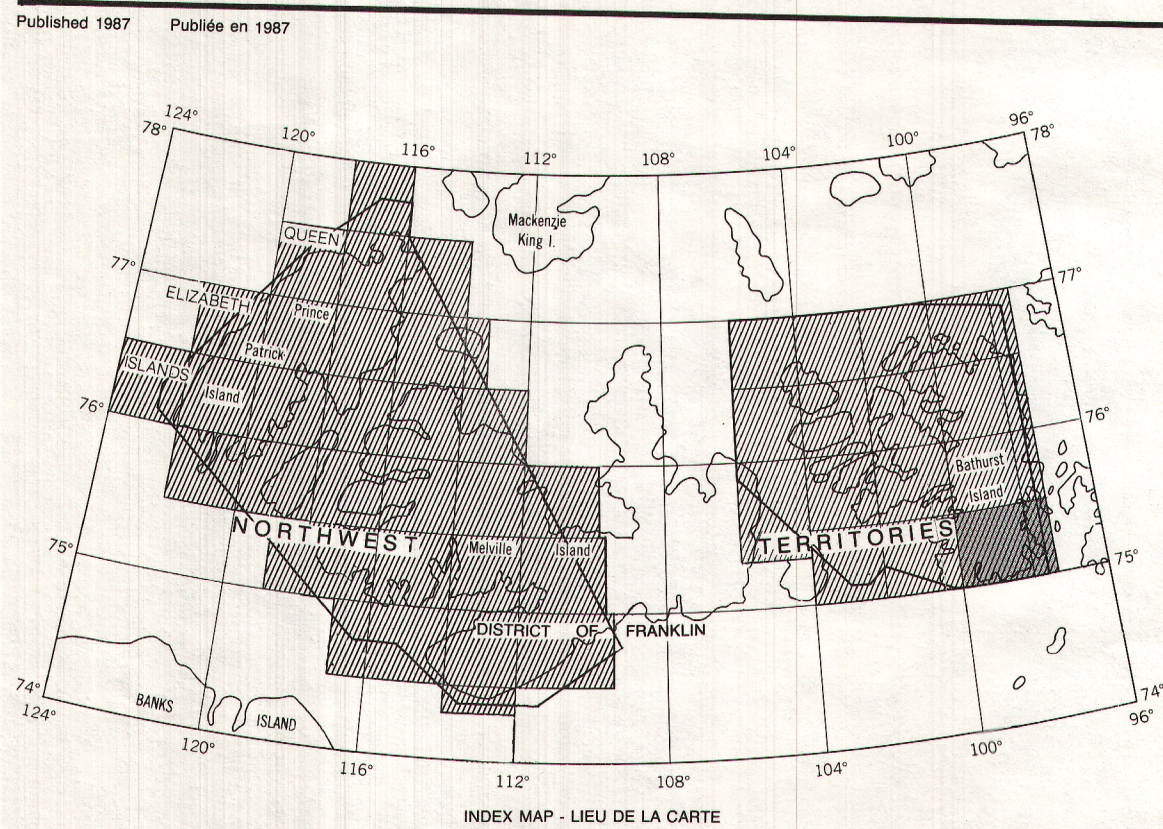 Published 1987 Publiée en 1987
124° 120° 116° 112° 108° 104° 100° 96°
78° 78°
Mackenzie
King I.
QUEEN
77° 77°
ELIZABETH Prince
Patrick
ISLANDS Island
76° 76°
Bathurst
Island
NORTHWEST TERRITORIES
Melville Island
75° 75°
DISTRICT OF FRANKLIN
74° 74°
BANKS ISLAND
124° 120° 116° 112° 108° 104° 100° 96°
INDEX MAP - LIEU DE LA CARTE